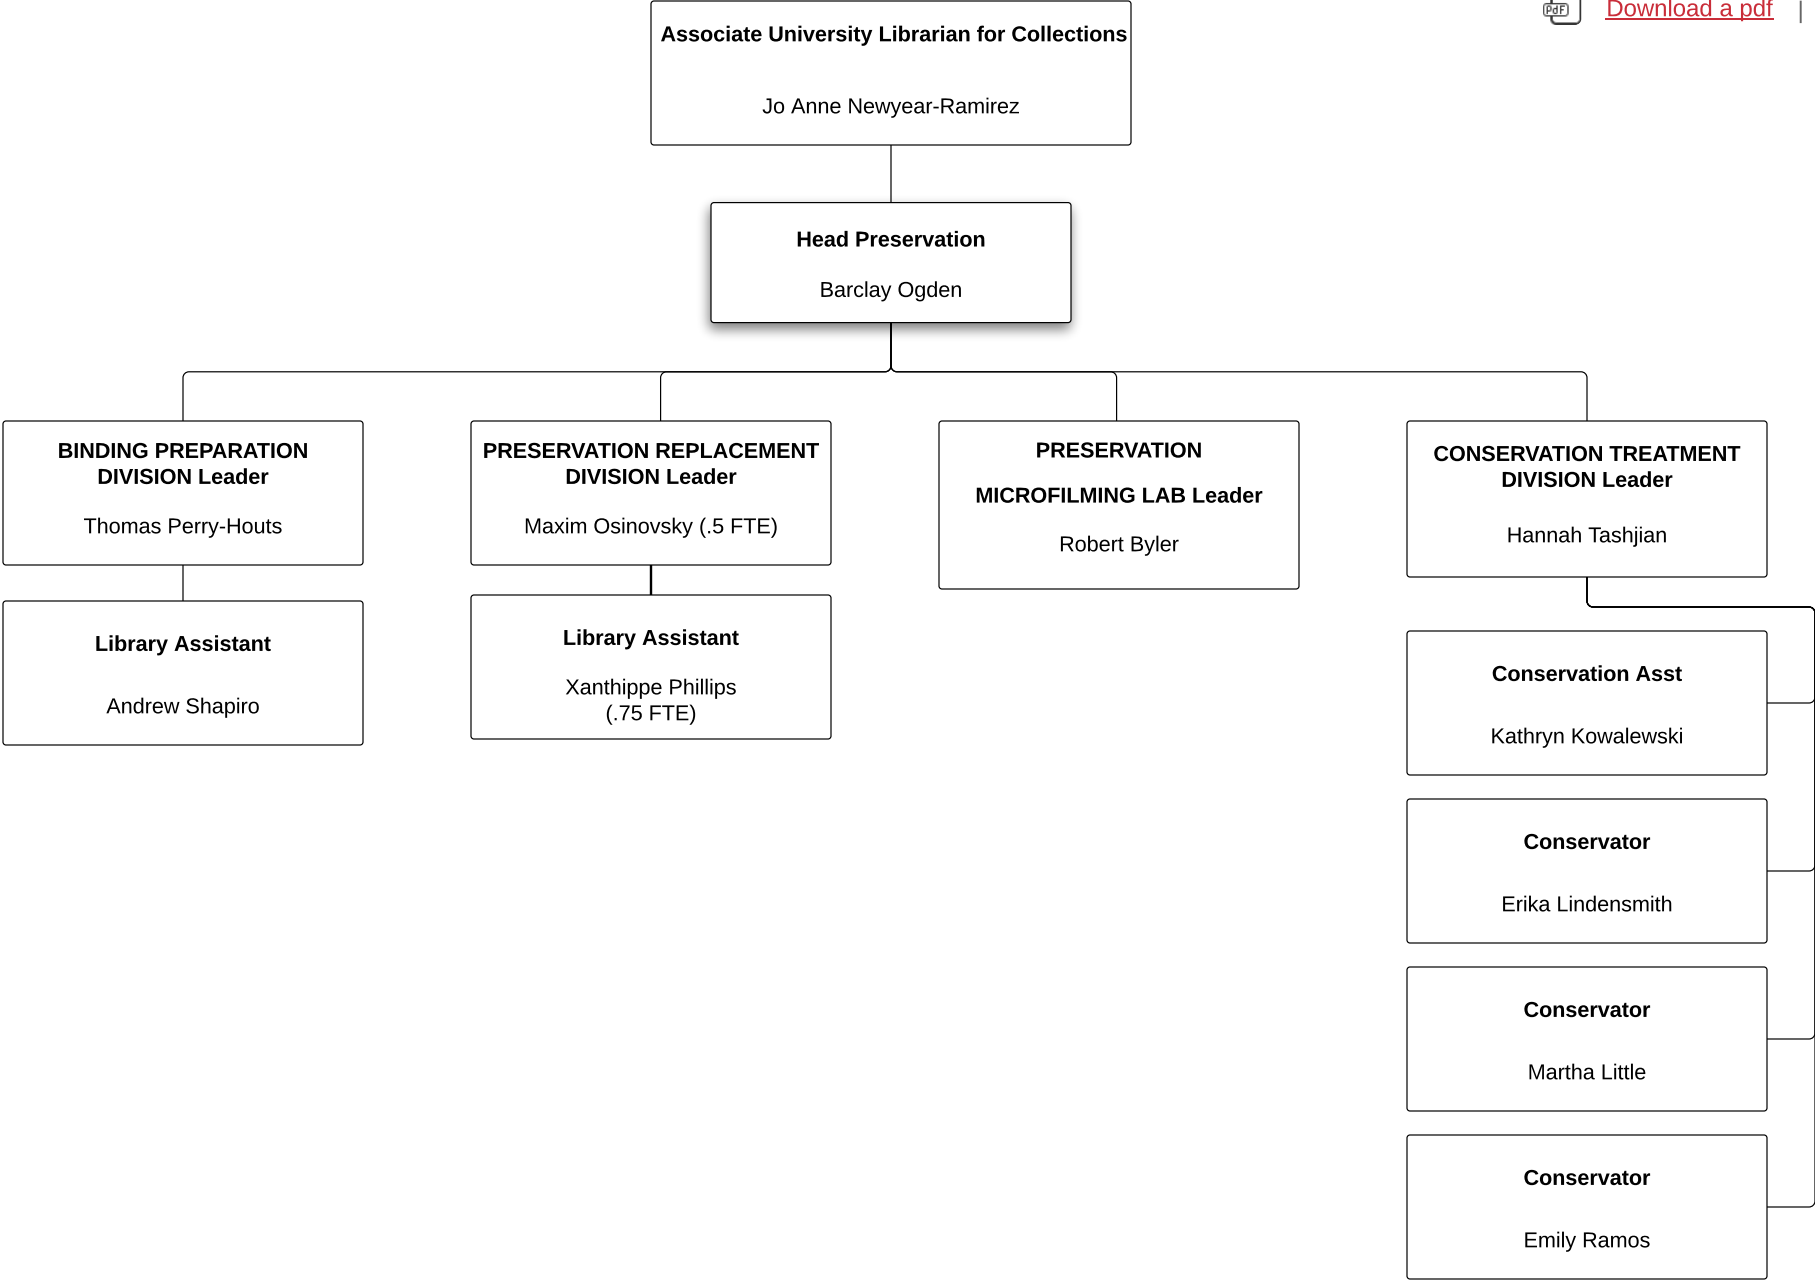 PDF
Download a pdf |
Associate University Librarian for Collections
Jo Anne Newyear-Ramirez
Head Preservation
Barclay Ogden
BINDING PREPARATION
DIVISION Leader
Thomas Perry-Houts
Library Assistant
Andrew Shapiro
PRESERVATION REPLACEMENT
DIVISION Leader
Maxim Osinovsky (.5 FTE)
Library Assistant
Xanthippe Phillips
(.75 FTE)
PRESERVATION
MICROFILMING LAB Leader
Robert Byler
CONSERVATION TREATMENT
DIVISION Leader
Hannah Tashjian
Conservation Asst
Kathryn Kowalewski
Conservator
Erika Lindensmith
Conservator
Martha Little
Conservator
Emily Ramos